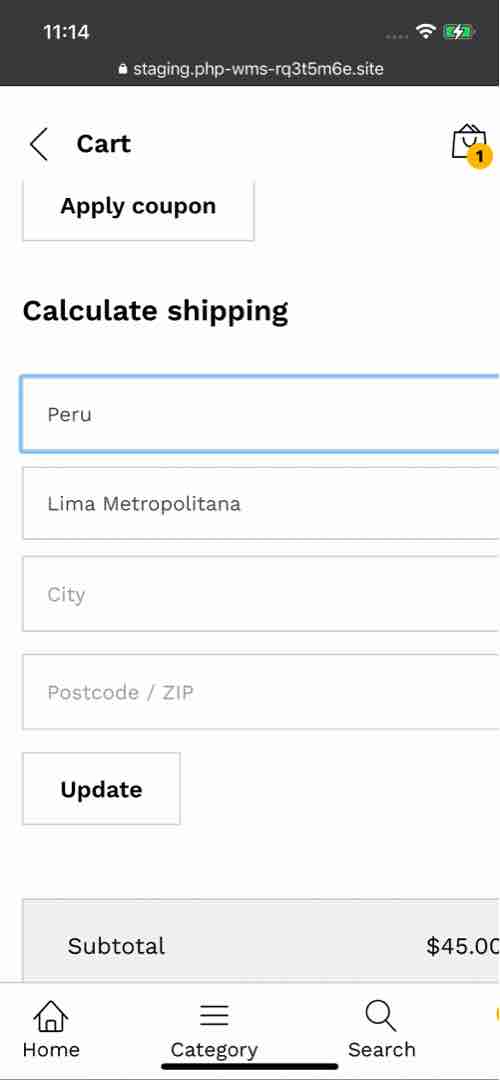 11:14
staging.php-wms-rq3t5m6e.site
Cart
1
Apply coupon
Calculate shipping
Peru
Lima Metropolitana
City
Postcode / ZIP
Update
Subtotal $45.00
Home Category Search